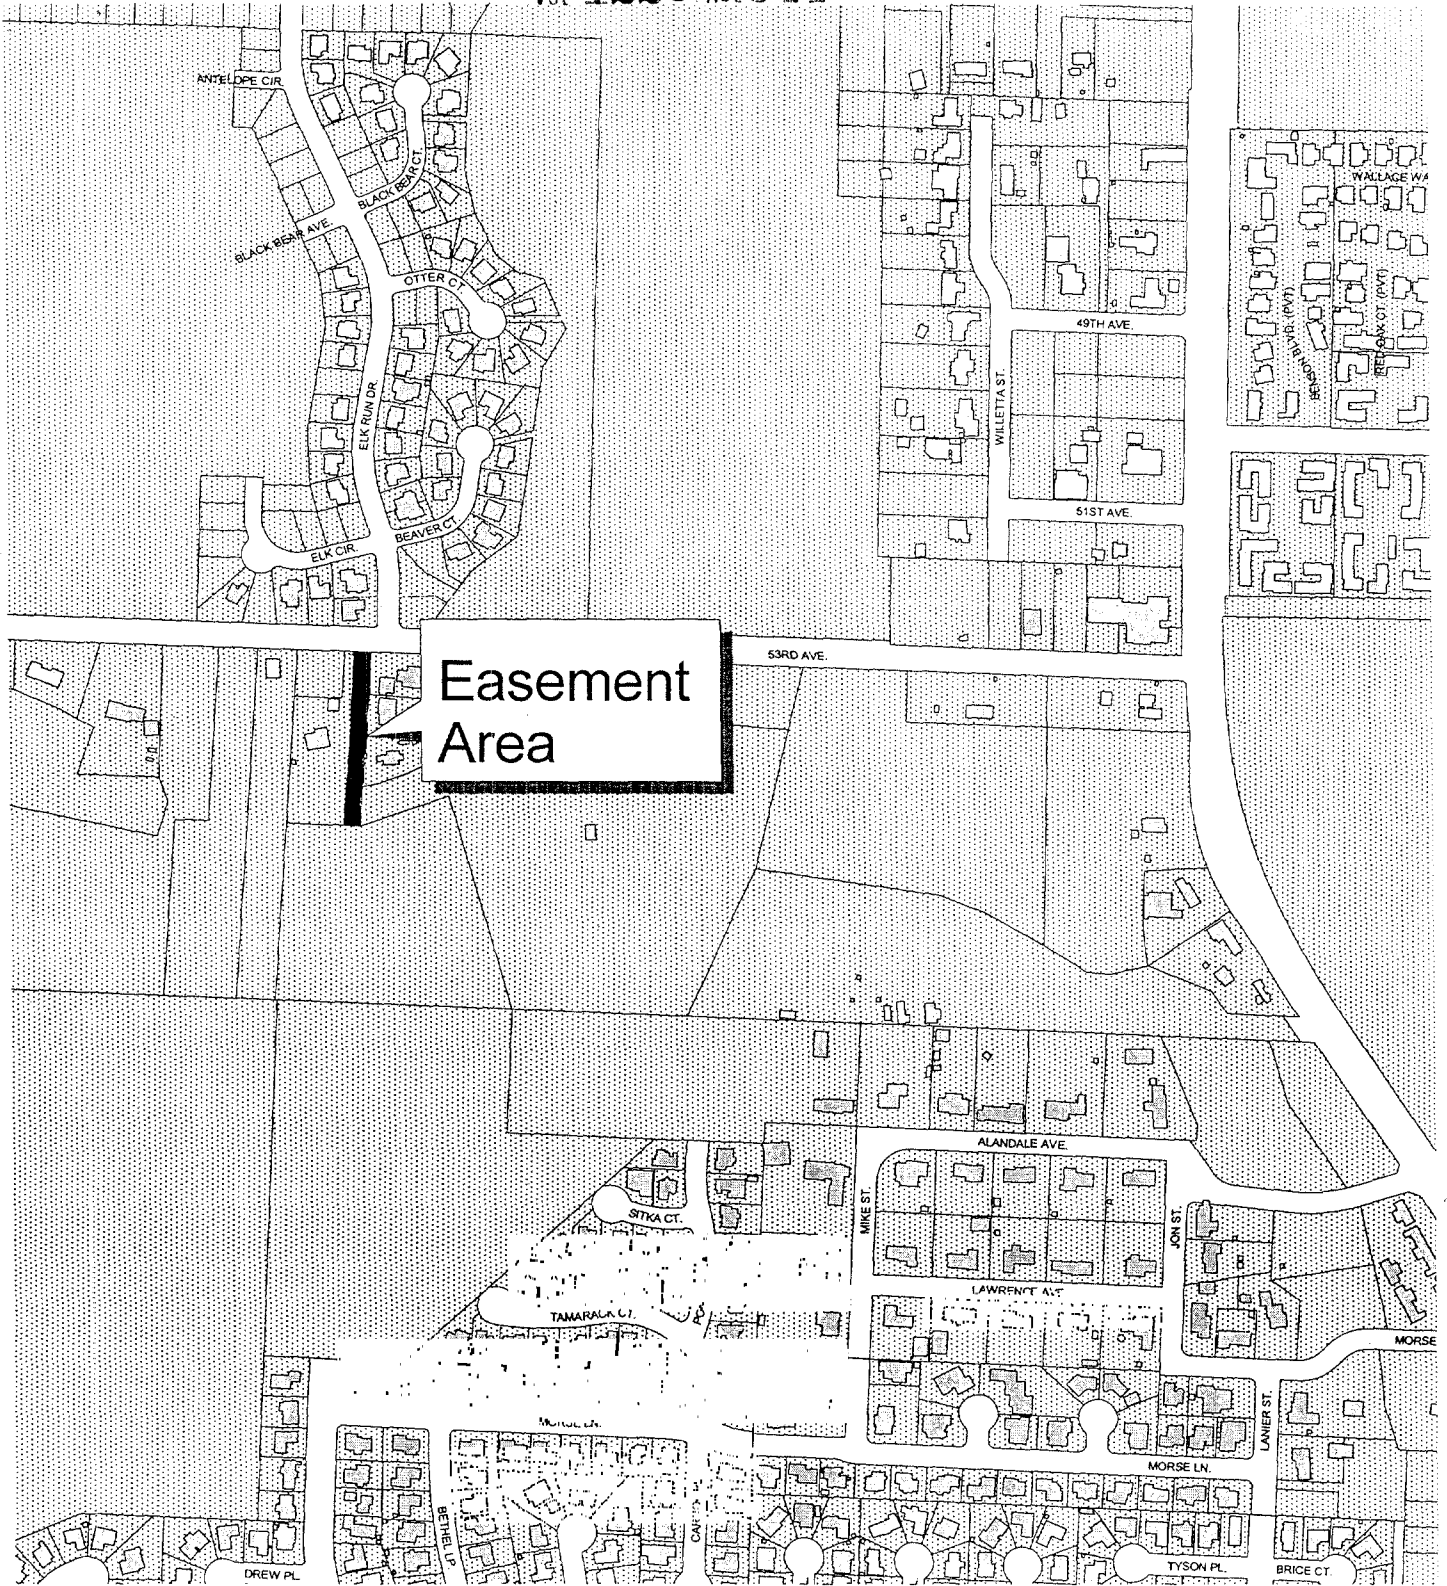 ANTELOPE CIR.
BLACK BEAR CT.
WALLAGE WA
BLACK BEAR AVE.
OTTER CT
BENSON BLVD. (PVT)
RED OAK CT. (PVT)
49TH AVE.
ELK RUN DR.
WILLETTA ST.
51ST AVE.
BEAVER CT.
ELK CIR.
53RD AVE.
Easement
Area
ALANDALE AVE.
MIKE ST.
SITKA CT.
JON ST.
LAWRENCE AVE
TAMARACK CT.
MORSE
MORSE LN.
LANIER ST.
MORSE LN.
BETHEL
DREW PL.
TYSON PL.
BRICE CT.